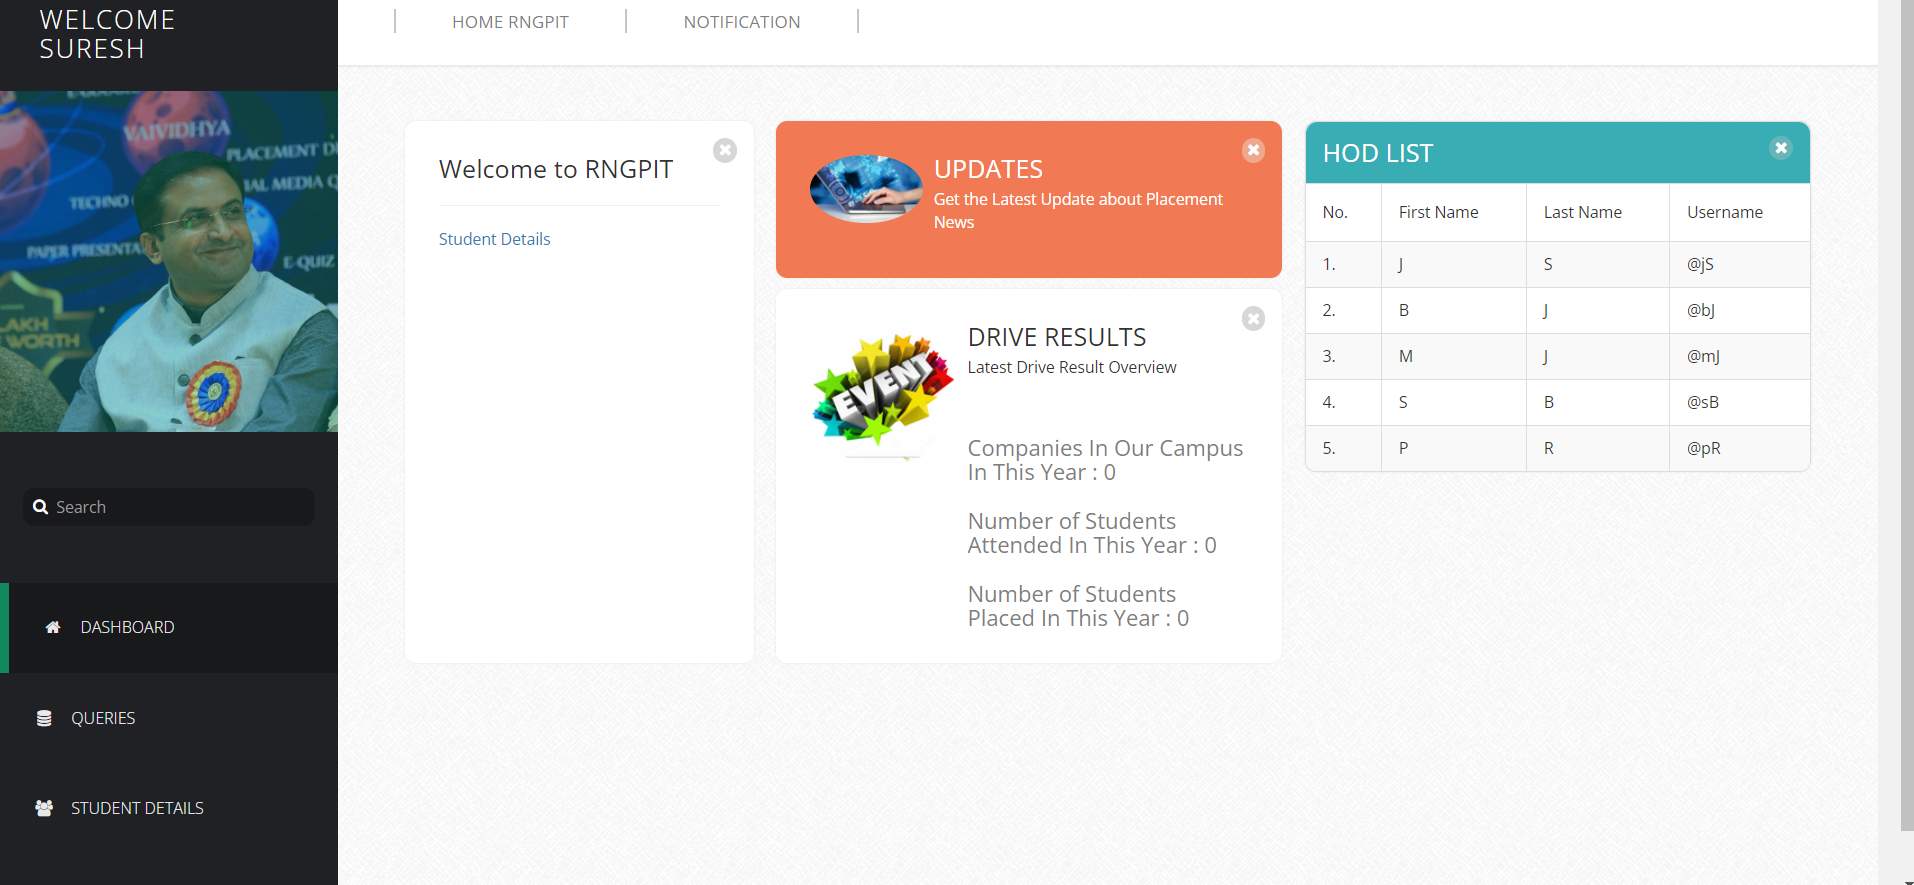 WELCOME
SURESH
HOME RNGPIT
NOTIFICATION
VAIVIDHYA
PLACEMENT D
IAL MEDIA Q
TECHNO
PAPER PRESENTA
E-QUIZ
LAKH
WORTH
Search
DASHBOARD
QUERIES
STUDENT DETAILS
Welcome to RNGPIT
Student Details
UPDATES
Get the Latest Update about Placement
News
DRIVE RESULTS
Latest Drive Result Overview
EVENT
Companies In Our Campus
In This Year : 0
Number of Students
Attended In This Year : 0
Number of Students
Placed In This Year : 0
HOD LIST
No. First Name Last Name Username
1. J S @jS
2. B J @bJ
3. M J @mJ
4. S B @sB
5. P R @pR